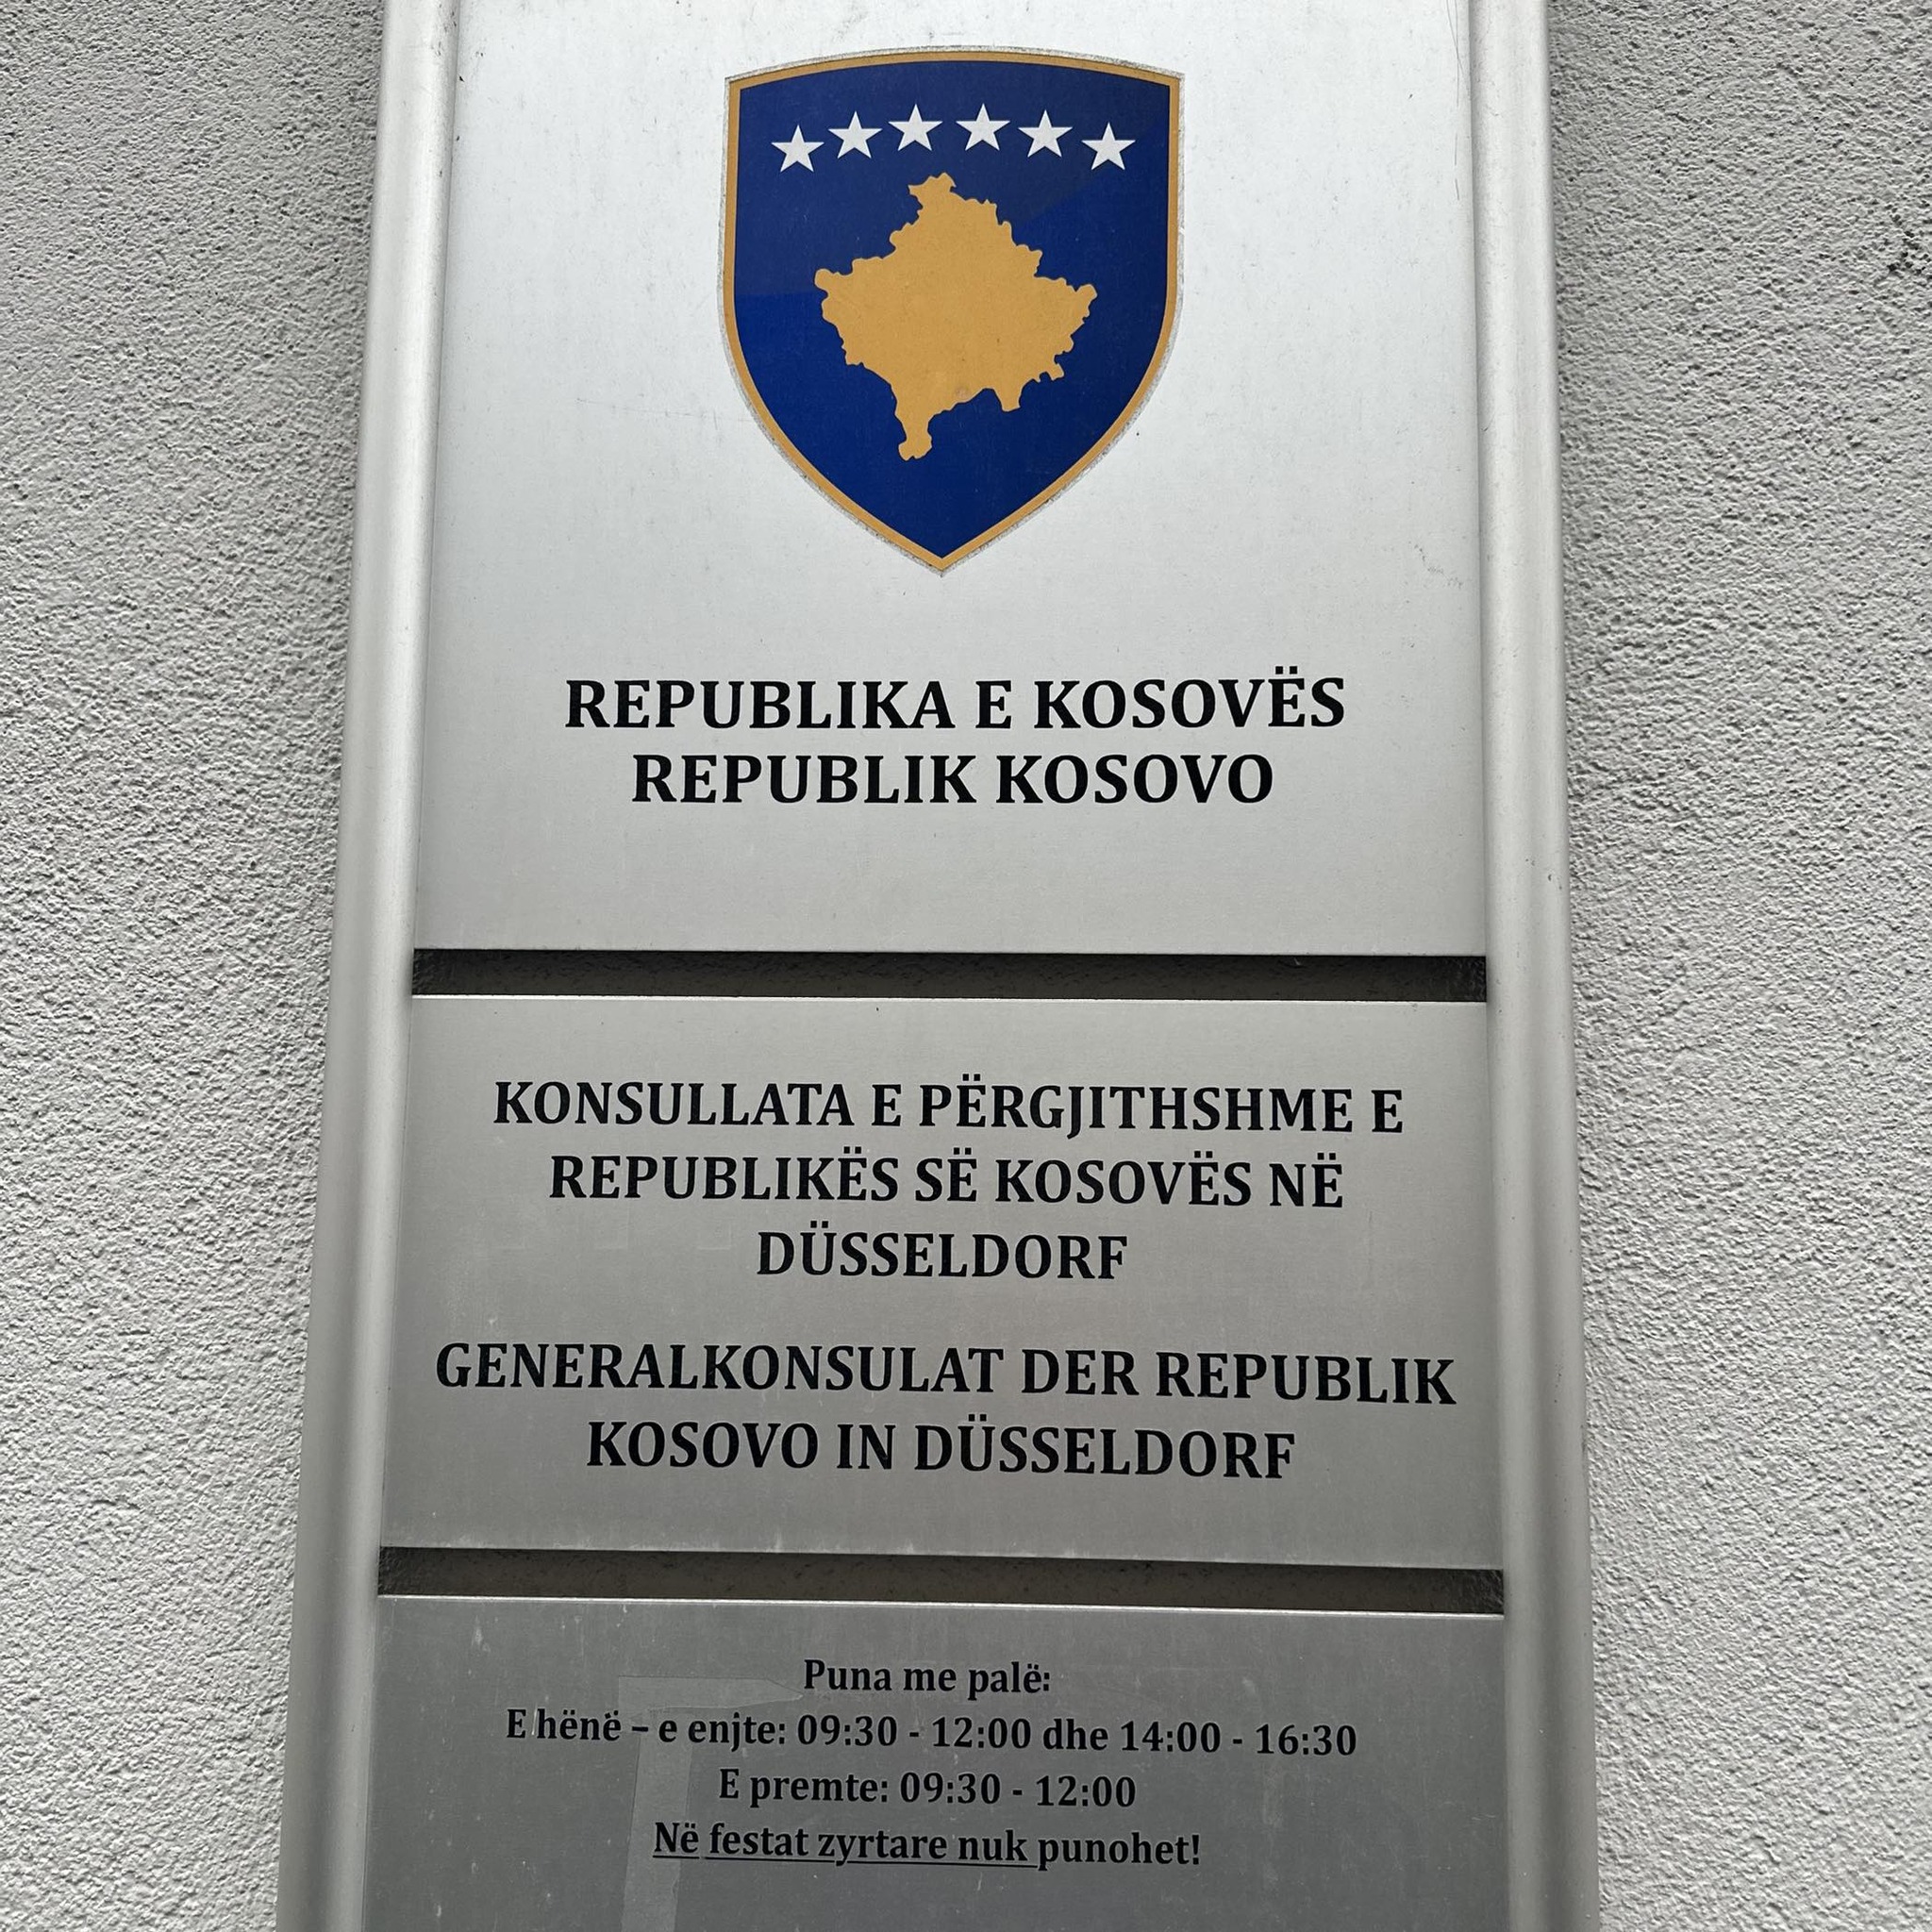 REPUBLIKA E KOSOVËS
REPUBLIK KOSOVO
KONSULLATA E PËRGJITHSHME E
REPUBLIKËS SË KOSOVËS NË
DÜSSELDORF
GENERALKONSULAT DER REPUBLIK
KOSOVO IN DÜSSELDORF
Puna me palë:
E hënë – e enjte: 09:30 - 12:00 dhe 14:00 - 16:30
E premte: 09:30 - 12:00
Në festat zyrtare nuk punohet!